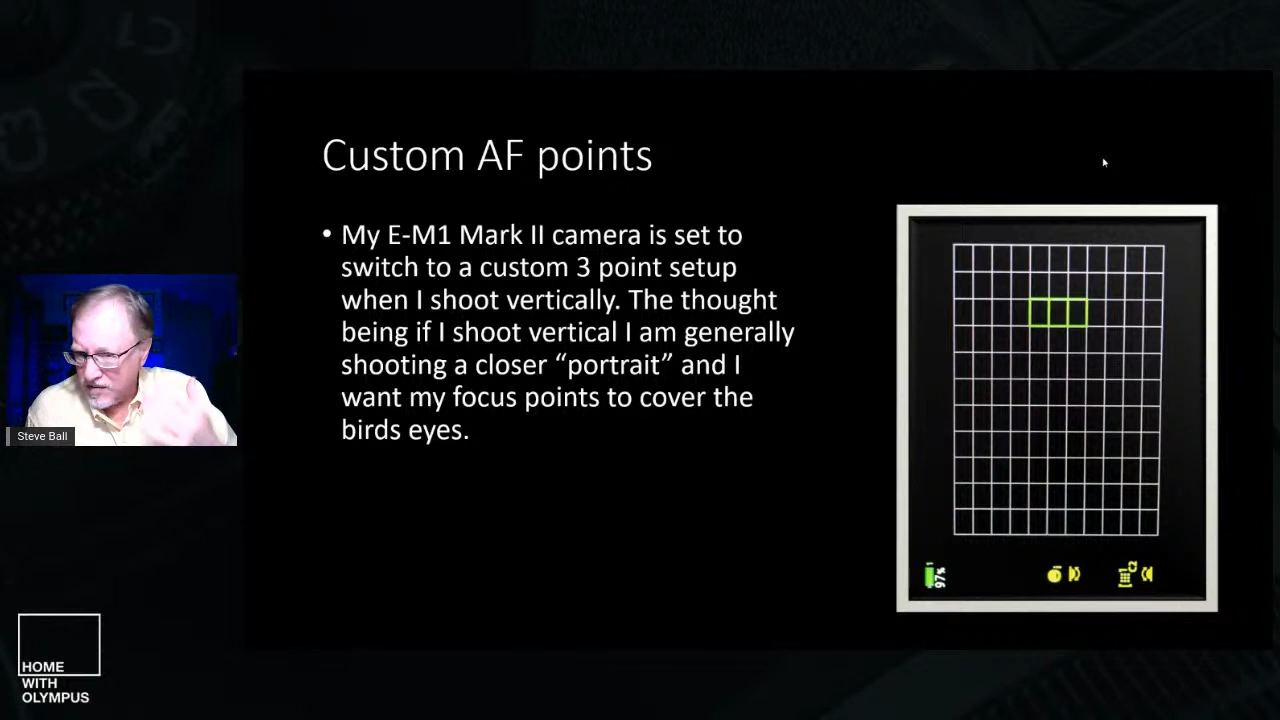 Custom AF points
• My E-M1 Mark II camera is set to
switch to a custom 3 point setup
when I shoot vertically. The thought
being if I shoot vertical I am generally
shooting a closer “portrait” and I
want my focus points to cover the
birds eyes.
97%
C2
Steve Ball
HOME
WITH
OLYMPUS